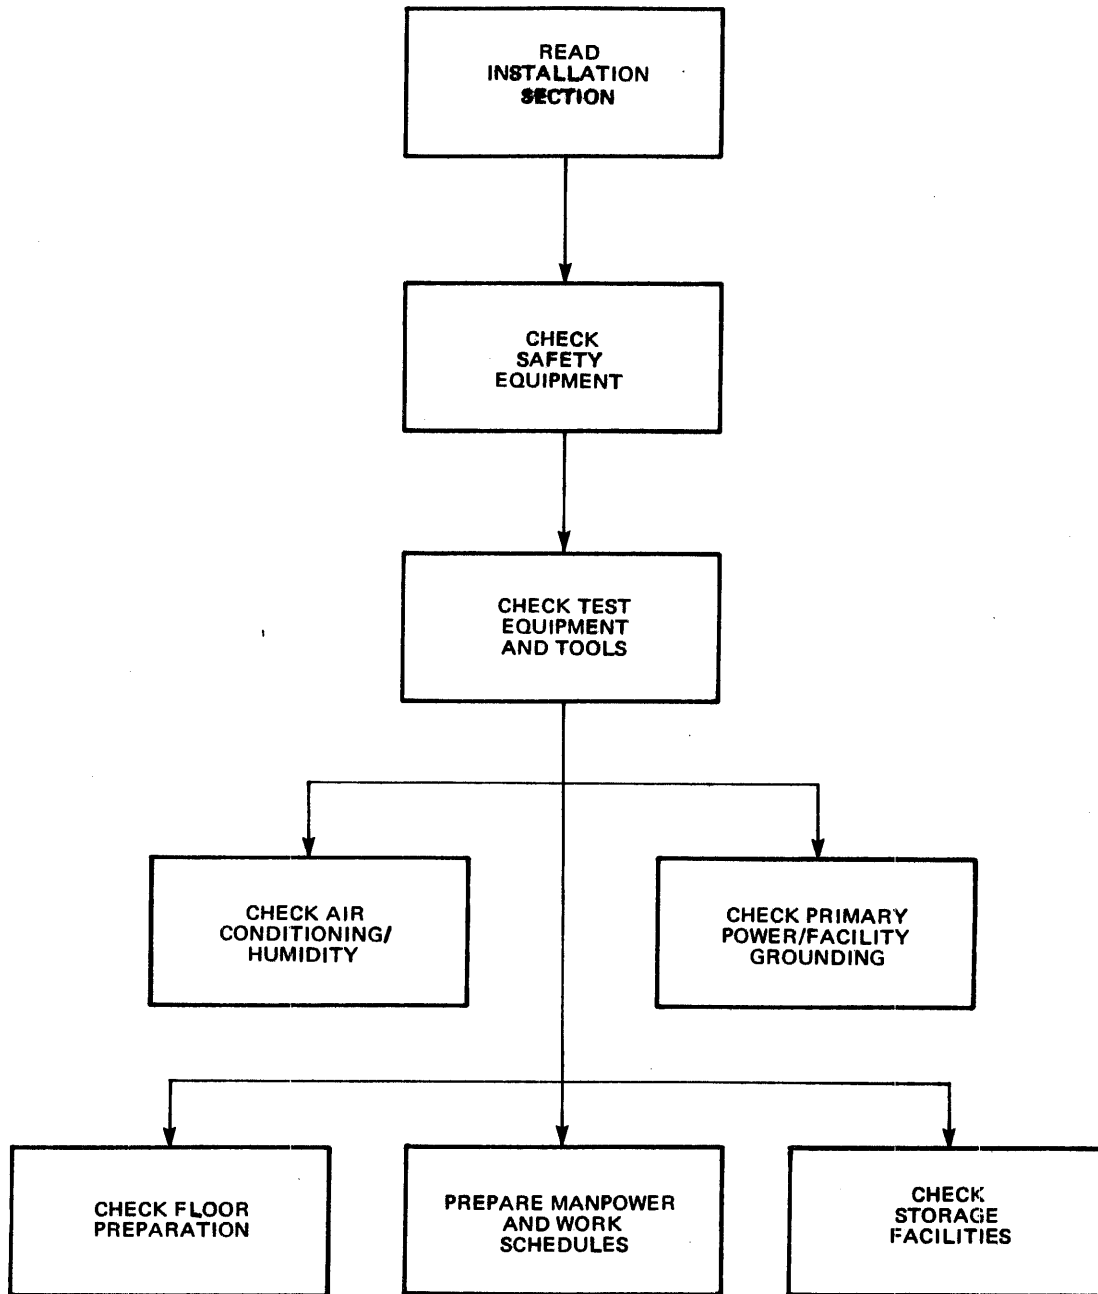 READ
INSTALLATION
SECTION
CHECK
SAFETY
EQUIPMENT
CHECK TEST
EQUIPMENT
AND TOOLS
CHECK AIR
CONDITIONING/
HUMIDITY
CHECK PRIMARY
POWER/FACILITY
GROUNDING
CHECK FLOOR
PREPARATION
PREPARE MANPOWER
AND WORK
SCHEDULES
CHECK
STORAGE
FACILITIES